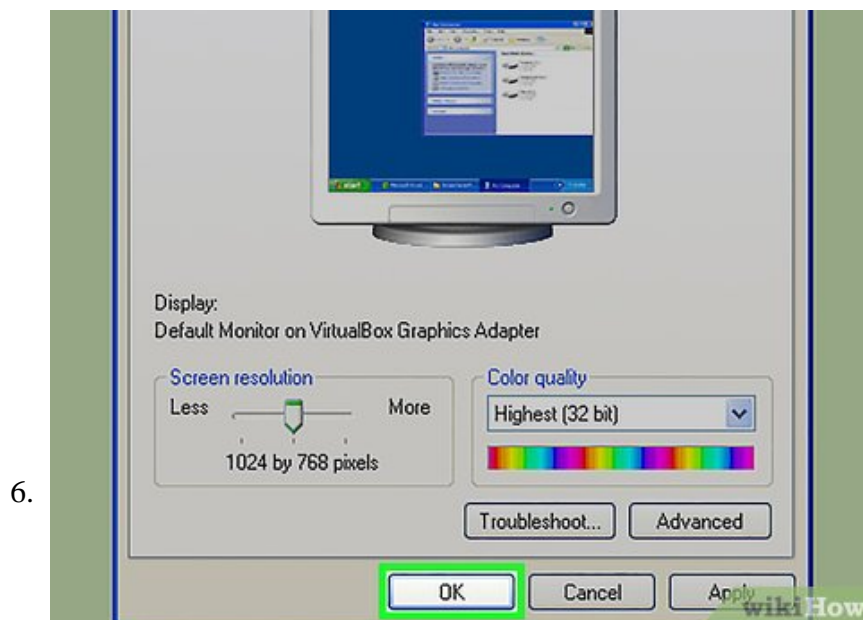 start
Display:
Default Monitor on VirtualBox Graphics Adapter
Screen resolution
Less More
1024 by 768 pixels
Color quality
Highest (32 bit)
6.
Troubleshoot... Advanced
OK Cancel Apply
wikiHow